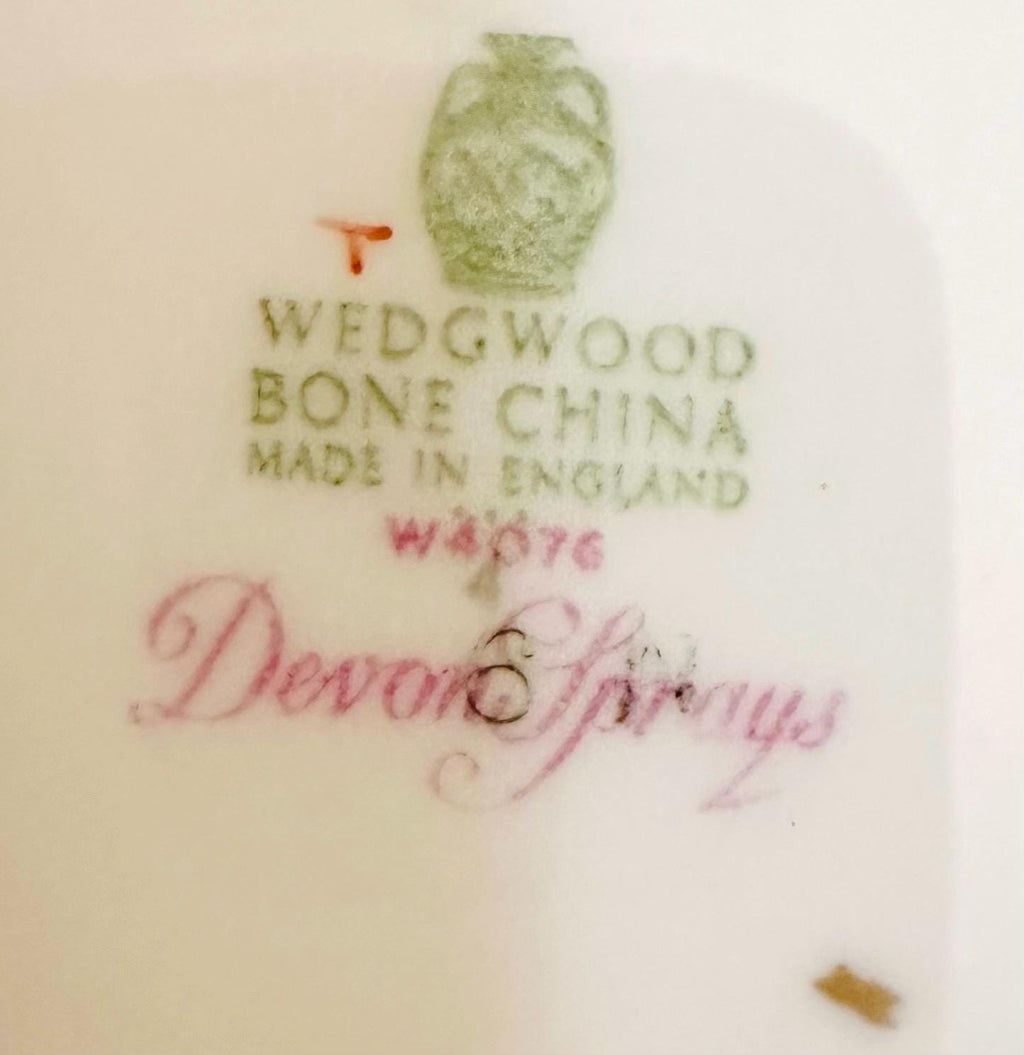 T
WEDGWOOD
BONE CHINA
MADE IN ENGLAND
W4076
Devon Sprays